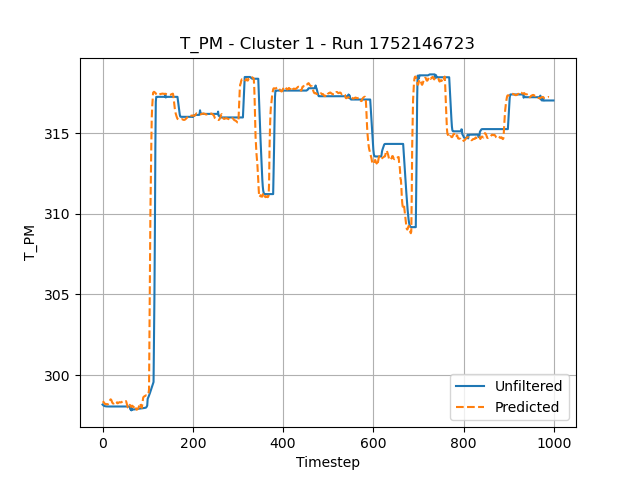 T_PM - Cluster 1 - Run 1752146723
T_PM
315
310
305
300
0 200 400 600 800 1000
Timestep
Unfiltered
Predicted